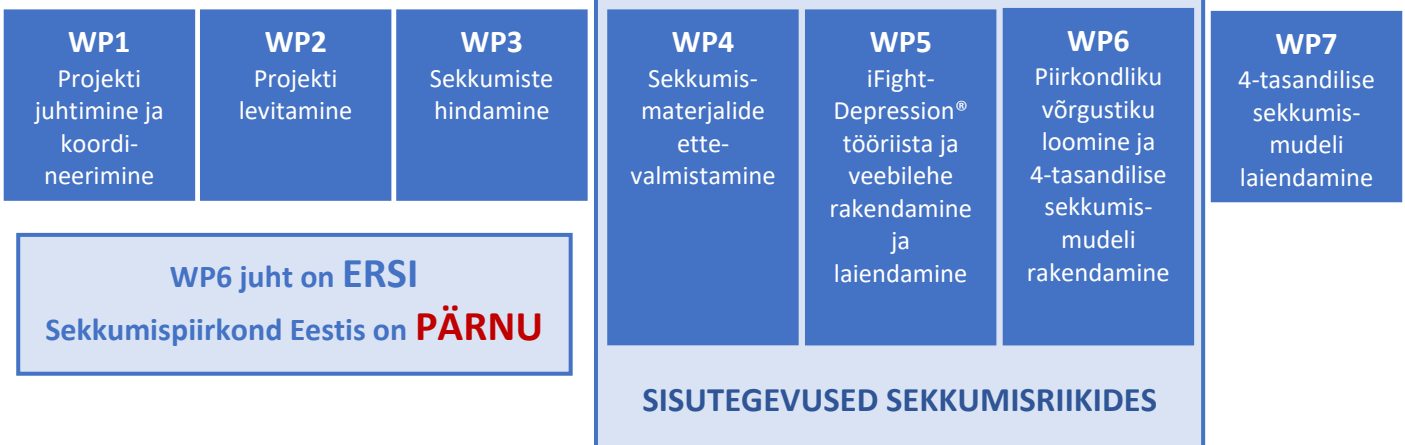 WP1
Projekti
juhtimine ja
koordi-
neerimine
WP2
Projekti
levitamine
WP3
Sekkumiste
hindamine
WP4
Sekkumis-
materjalide
ette-
valmistamine
WP5
iFight-
Depression®
tööriista ja
veebilehe
rakendamine
ja
laiendamine
WP6
Piirkondliku
võrgustiku
loomine ja
4-tasandilise
sekkumis-
mudeli
rakendamine
WP7
4-tasandilise
sekkumis-
mudeli
laiendamine
WP6 juht on ERSI
Sekkumispiirkond Eestis on PÄRNU
SISUTEGEVUSED SEKKUMISRIIKIDES